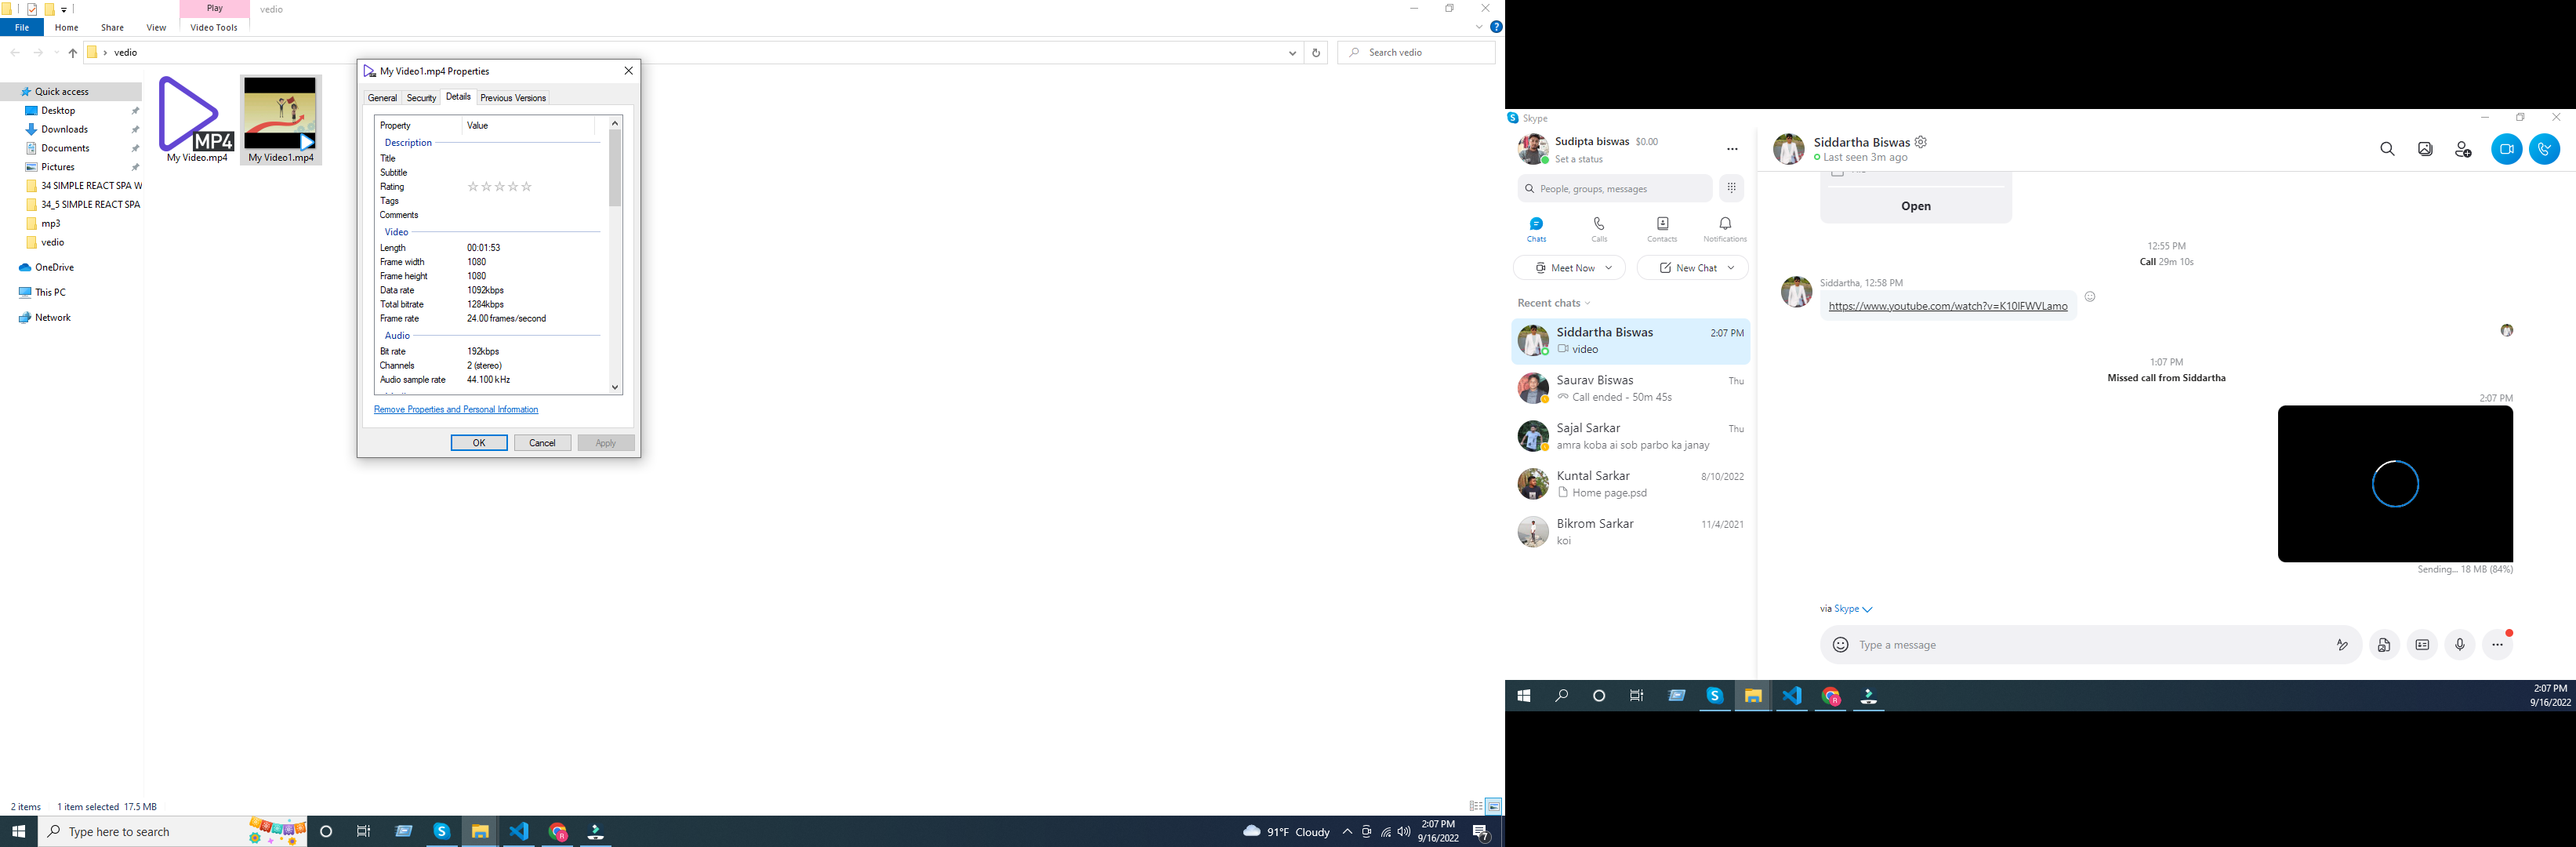 Play
vedio
File
Home
Share
View
Video Tools
vedio
Search vedio
Quick access
Desktop
Downloads
Documents
Pictures
34 SIMPLE REACT SPA W
34_5 SIMPLE REACT SPA
mp3
vedio
OneDrive
This PC
Network
MP4
My Video.mp4
My Video1.mp4
My Video1.mp4 Properties
General
Security
Details
Previous Versions
Property Value
Description
Title
Subtitle
Rating
Tags
Comments
Video
Length 00:01:53
Frame width 1080
Frame height 1080
Data rate 1092kbps
Total bitrate 1284kbps
Frame rate 24.00 frames/second
Audio
Bit rate 192kbps
Channels 2 (stereo)
Audio sample rate 44.100 kHz
Remove Properties and Personal Information
OK
Cancel
Apply
2 items 1 item selected 17.5 MB
Type here to search
91°F Cloudy
2:07 PM
9/16/2022
7
Skype
Sudipta biswas $0.00
Set a status
People, groups, messages
Chats
Calls
Contacts
Notifications
Meet Now
New Chat
Recent chats
Siddartha Biswas 2:07 PM
video
Saurav Biswas Thu
Call ended - 50m 45s
Sajal Sarkar Thu
amra koba ai sob parbo ka janay
Kuntal Sarkar 8/10/2022
Home page.psd
Bikrom Sarkar 11/4/2021
koi
Siddartha Biswas
Last seen 3m ago
Open
12:55 PM
Call 29m 10s
Siddartha, 12:58 PM
https://www.youtube.com/watch?v=K10lFWVLamo
1:07 PM
Missed call from Siddartha
2:07 PM
Sending... 18 MB (84%)
via Skype
Type a message
2:07 PM
9/16/2022